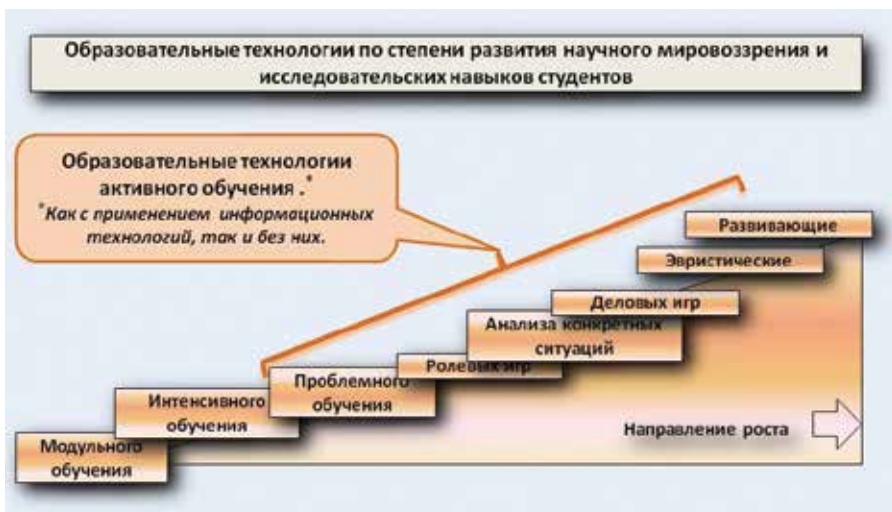 Образовательные технологии по степени развития научного мировоззрения и
исследовательских навыков студентов
Образовательные технологии
активного обучения .*
*Как с применением информационных
технологий, так и без них.
Развивающие
Эвристические
Деловых игр
Анализа конкретных
ситуаций
Ролевых игр
Проблемного
обучения
Интенсивного
обучения
Модульного
обучения
Направление роста